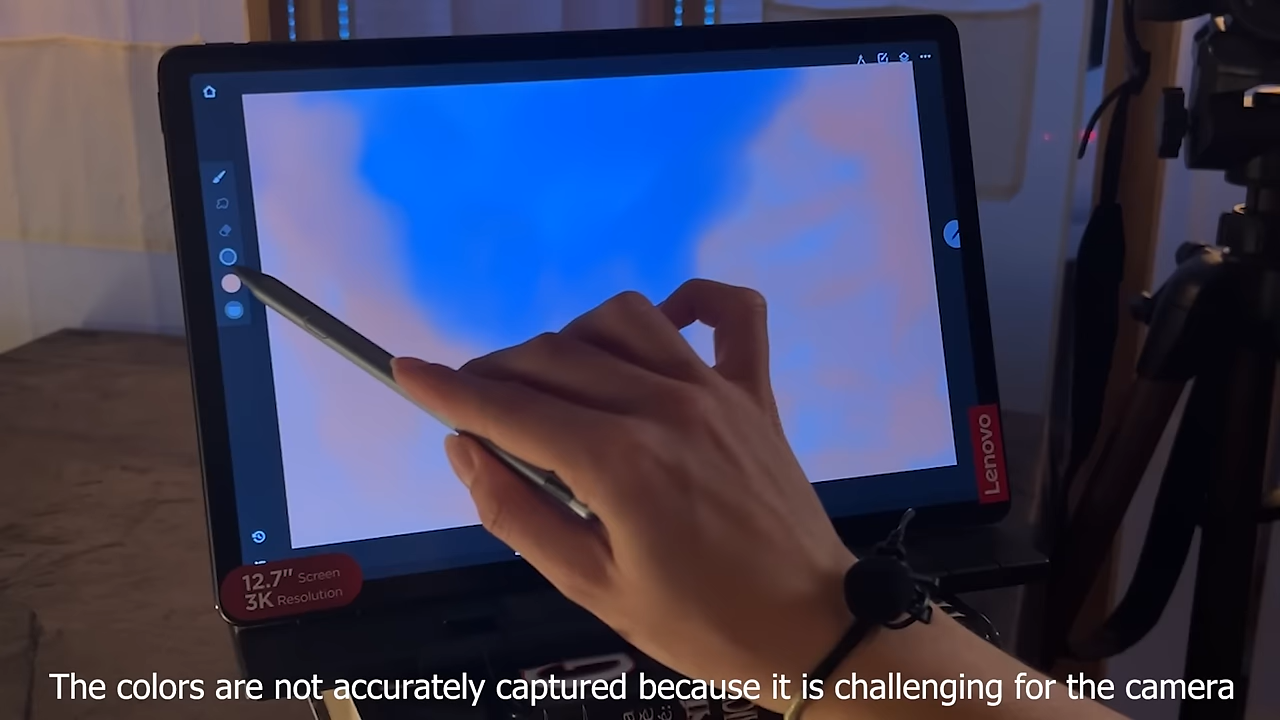 Lenovo
12.7" Screen
3K Resolution
The colors are not accurately captured because it is challenging for the camera